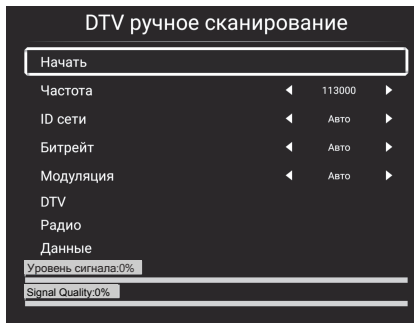 DTV ручное сканирование
Начать
Частота 113000
ID сети Авто
Битрейт Авто
Модуляция Авто
DTV
Радио
Данные
Уровень сигнала:0%
Signal Quality:0%